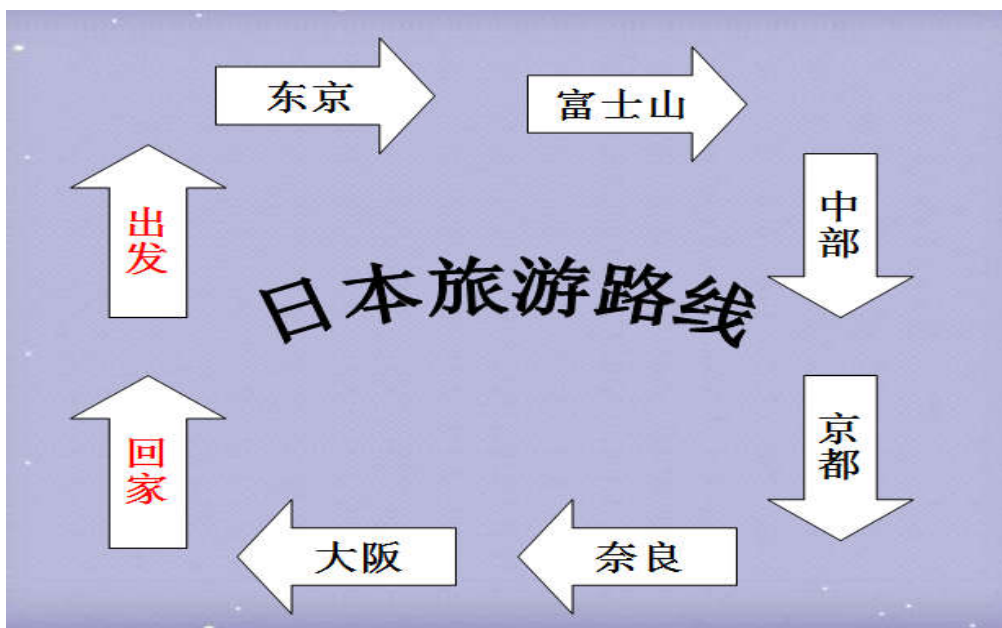 东京
富士山
出发
中部
日本旅游路线
回家
京都
大阪
奈良